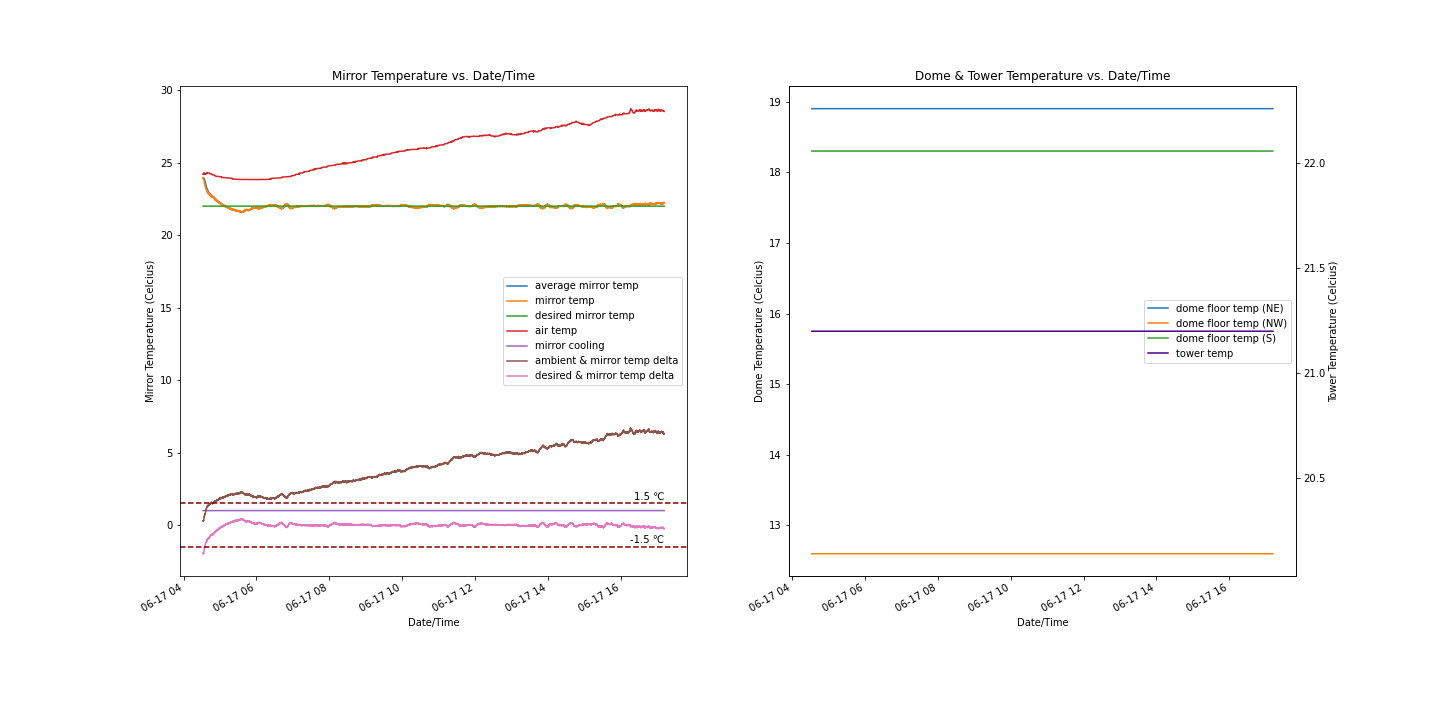 Mirror Temperature vs. Date/Time
30
25
20
15
10
5
0
Mirror Temperature (Celcius)
average mirror temp
mirror temp
desired mirror temp
air temp
mirror cooling
ambient & mirror temp delta
desired & mirror temp delta
1.5 ℃
-1.5 ℃
06-17 04
06-17 06
06-17 08
06-17 10
06-17 12
06-17 14
06-17 16
Date/Time
Dome & Tower Temperature vs. Date/Time
19
18
17
16
15
14
13
Dome Temperature (Celcius)
dome floor temp (NE)
dome floor temp (NW)
dome floor temp (S)
tower temp
22.0
21.5
21.0
20.5
Tower Temperature (Celcius)
06-17 04
06-17 06
06-17 08
06-17 10
06-17 12
06-17 14
06-17 16
Date/Time